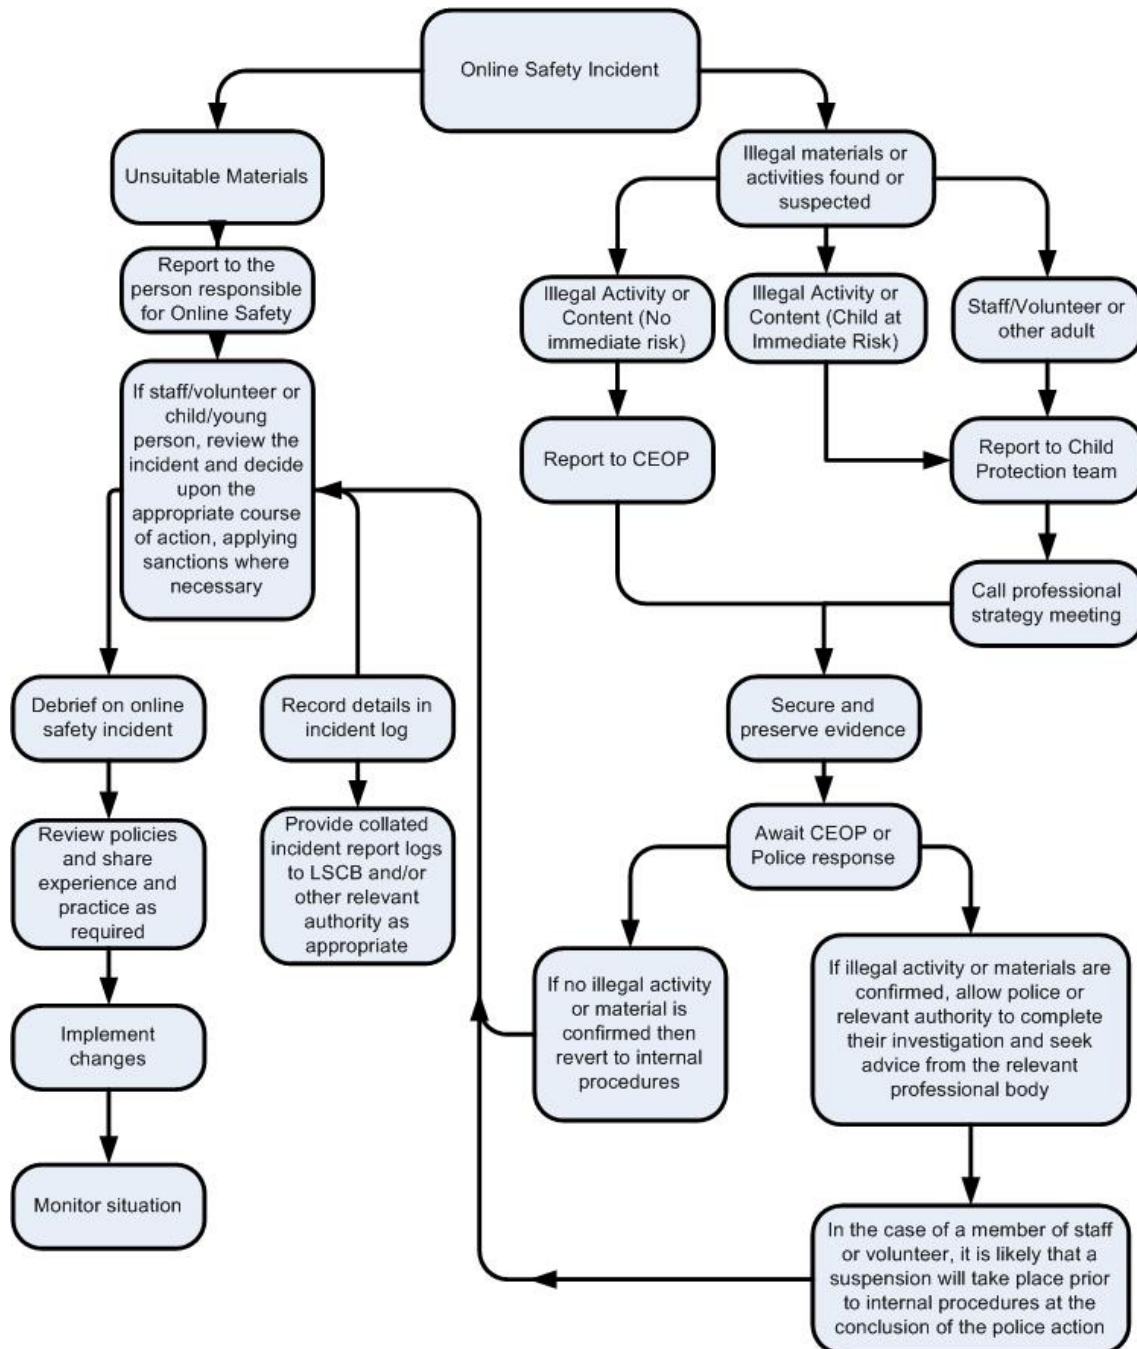 Online Safety Incident
Unsuitable Materials
Illegal materials or
activities found or
suspected
Report to the
person responsible
for Online Safety
Illegal Activity or
Content (No
immediate risk)
Illegal Activity or
Content (Child at
Immediate Risk)
Staff/Volunteer or
other adult
If staff/volunteer or
child/young
person, review the
incident and decide
upon the
appropriate course
of action, applying
sanctions where
necessary
Report to CEOP
Report to Child
Protection team
Call professional
strategy meeting
Debrief on online
safety incident
Record details in
incident log
Secure and
preserve evidence
Review policies
and share
experience and
practice as
required
Provide collated
incident report logs
to LSCB and/or
other relevant
authority as
appropriate
Await CEOP or
Police response
If no illegal activity
or material is
confirmed then
revert to internal
procedures
If illegal activity or materials are
confirmed, allow police or
relevant authority to complete
their investigation and seek
advice from the relevant
professional body
Implement
changes
Monitor situation
In the case of a member of staff
or volunteer, it is likely that a
suspension will take place prior
to internal procedures at the
conclusion of the police action